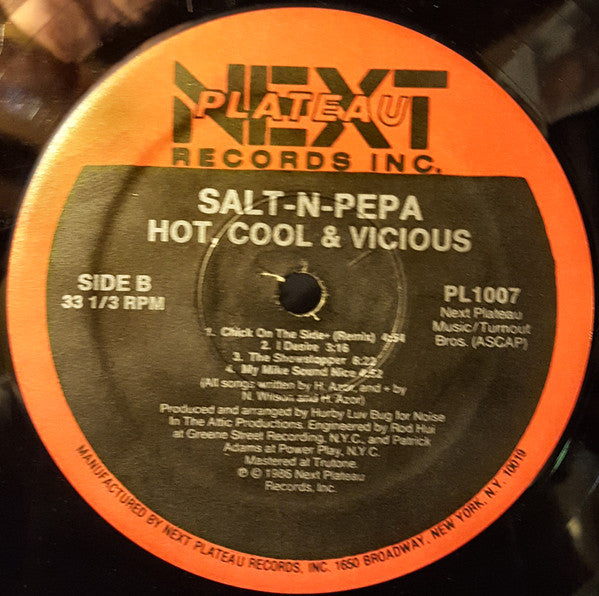 NEXT
PLATEAU
RECORDS INC.
SALT-N-PEPA
HOT, COOL & VICIOUS
SIDE B
33 1/3 RPM
PL1007
Next Plateau
Music/Turnout
Bros. (ASCAP)
1. Chick On The Side+ (Remix) 4:54
2. I Desire 3:16
3. The Showstopper 6:22
4. My Mike Sound Nice 4:52
(All songs written by H. Azor, and + by
N. Wilson and H. Azor)
Produced and arranged by Hurby Luv Bug for Noise
In The Attic Productions. Engineered by Rod Hui
at Greene Street Recording, N.Y.C. and Patrick
Adams at Power Play, N.Y.C.
Mastered at Trutone.
℗ © 1986 Next Plateau
Records, Inc.
MANUFACTURED BY NEXT PLATEAU RECORDS, INC. 1650 BROADWAY, NEW YORK, N.Y. 10019